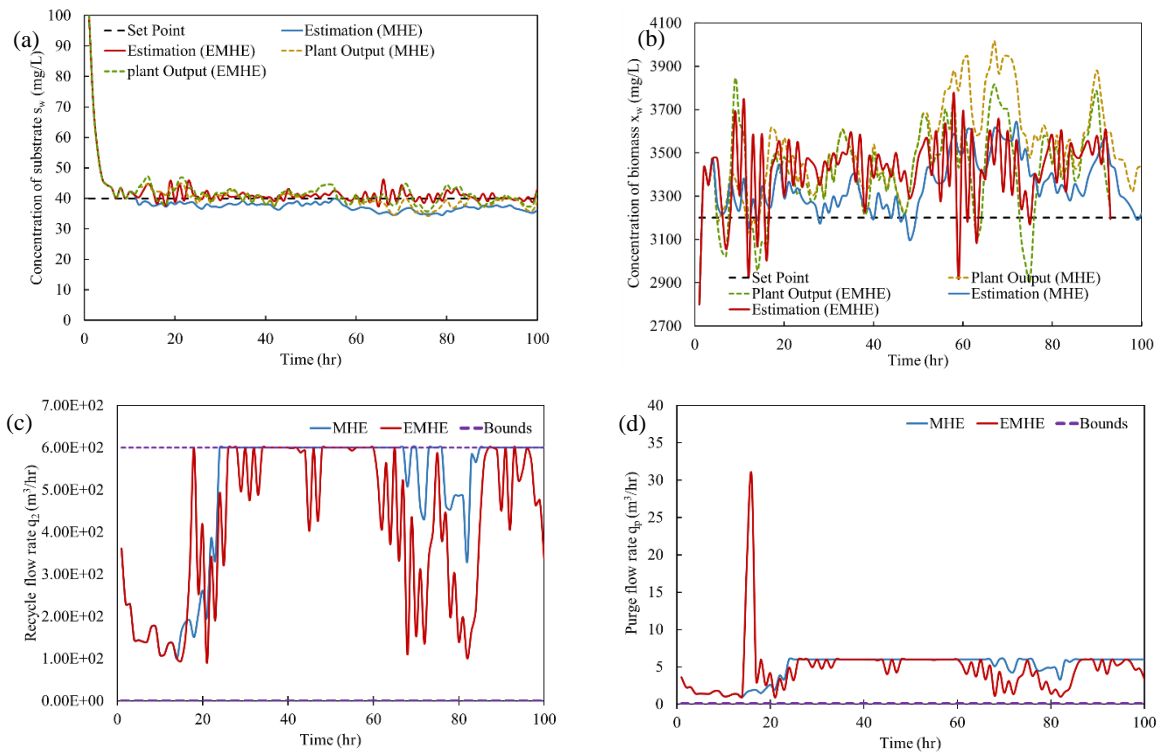 (a)
Concentration of substrate s_w (mg/L)
100
90
80
70
60
50
40
30
20
10
0
Set Point
Estimation (MHE)
Estimation (EMHE)
Plant Output (MHE)
plant Output (EMHE)
0
20
40
60
80
100
Time (hr)
(b)
Concentration of biomass x_w (mg/L)
3900
3700
3500
3300
3100
2900
2700
Set Point
Plant Output (MHE)
Plant Output (EMHE)
Estimation (MHE)
Estimation (EMHE)
0
20
40
60
80
100
Time (hr)
(c)
Recycle flow rate q_2 (m^3/hr)
7.00E+02
6.00E+02
5.00E+02
4.00E+02
3.00E+02
2.00E+02
1.00E+02
0.00E+00
MHE
EMHE
Bounds
0
20
40
60
80
100
Time (hr)
(d)
Purge flow rate q_p (m^3/hr)
40
35
30
25
20
15
10
5
0
MHE
EMHE
Bounds
0
20
40
60
80
100
Time (hr)